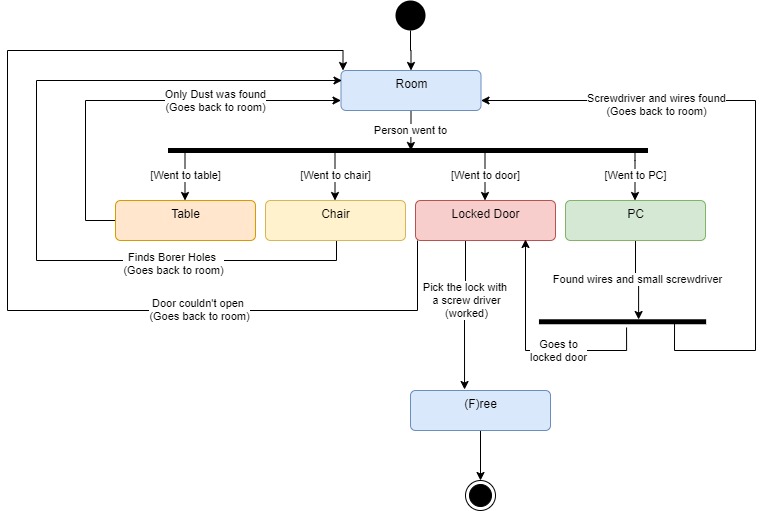 Room
Only Dust was found
(Goes back to room)
Screwdriver and wires found
(Goes back to room)
Person went to
[Went to table]
[Went to chair]
[Went to door]
[Went to PC]
Table
Chair
Locked Door
PC
Finds Borer Holes
(Goes back to room)
Found wires and small screwdriver
Pick the lock with
a screw driver
(worked)
Door couldn't open
(Goes back to room)
Goes to
locked door
(F)ree